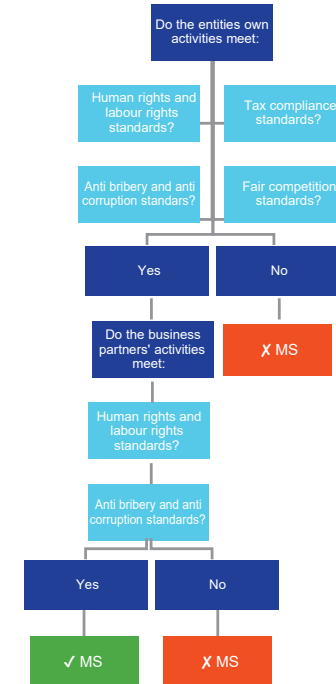 Do the entities own
activities meet:
Human rights and
labour rights
standards?
Tax compliance
standards?
Anti bribery and anti
corruption standars?
Fair competition
standards?
Yes
No
Do the business
partners' activities
meet:
✗ MS
Human rights and
labour rights
standards?
Anti bribery and anti
corruption standards?
Yes
No
✓ MS
✗ MS